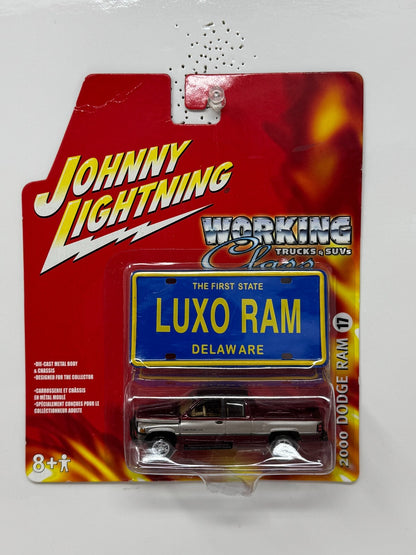 JOHNNY
LIGHTNING
WORKING
Class
TRUCKS & SUVs
THE FIRST STATE
LUXO RAM
DELAWARE
•DIE-CAST METAL BODY
& CHASSIS
•DESIGNED FOR THE COLLECTOR
•CARROSSERIE ET CHÂSSIS
EN MÉTAL MOULÉ
•SPÉCIALEMENT CONÇUES POUR LE
COLLECTIONNEUR ADULTE
8+
2000 DODGE RAM 17